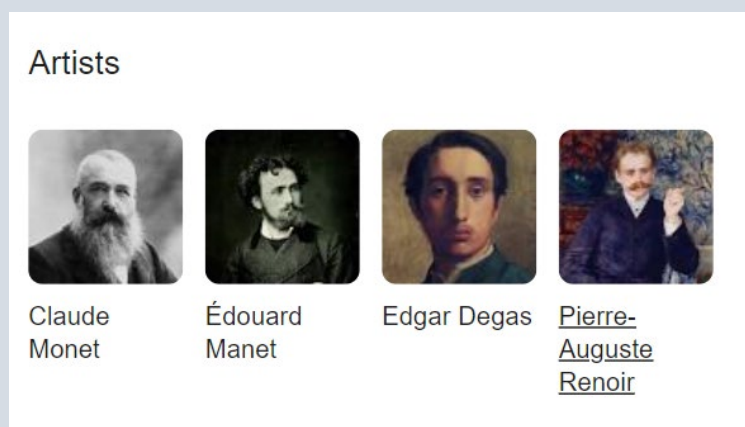 Artists
Claude
Monet
Édouard
Manet
Edgar Degas
Pierre-
Auguste
Renoir